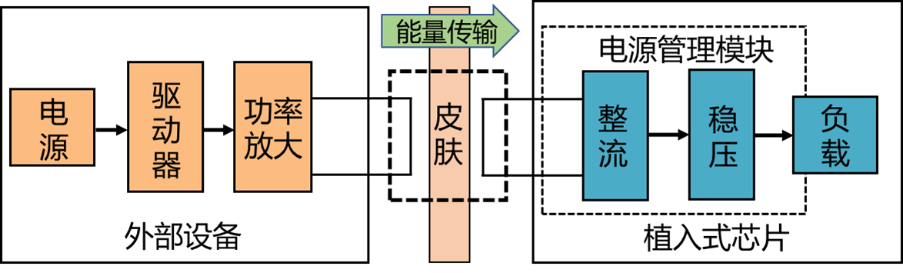 能量传输
电源管理模块
电源
驱动器
功率
放大
皮肤
整流
稳压
负载
外部设备
植入式芯片